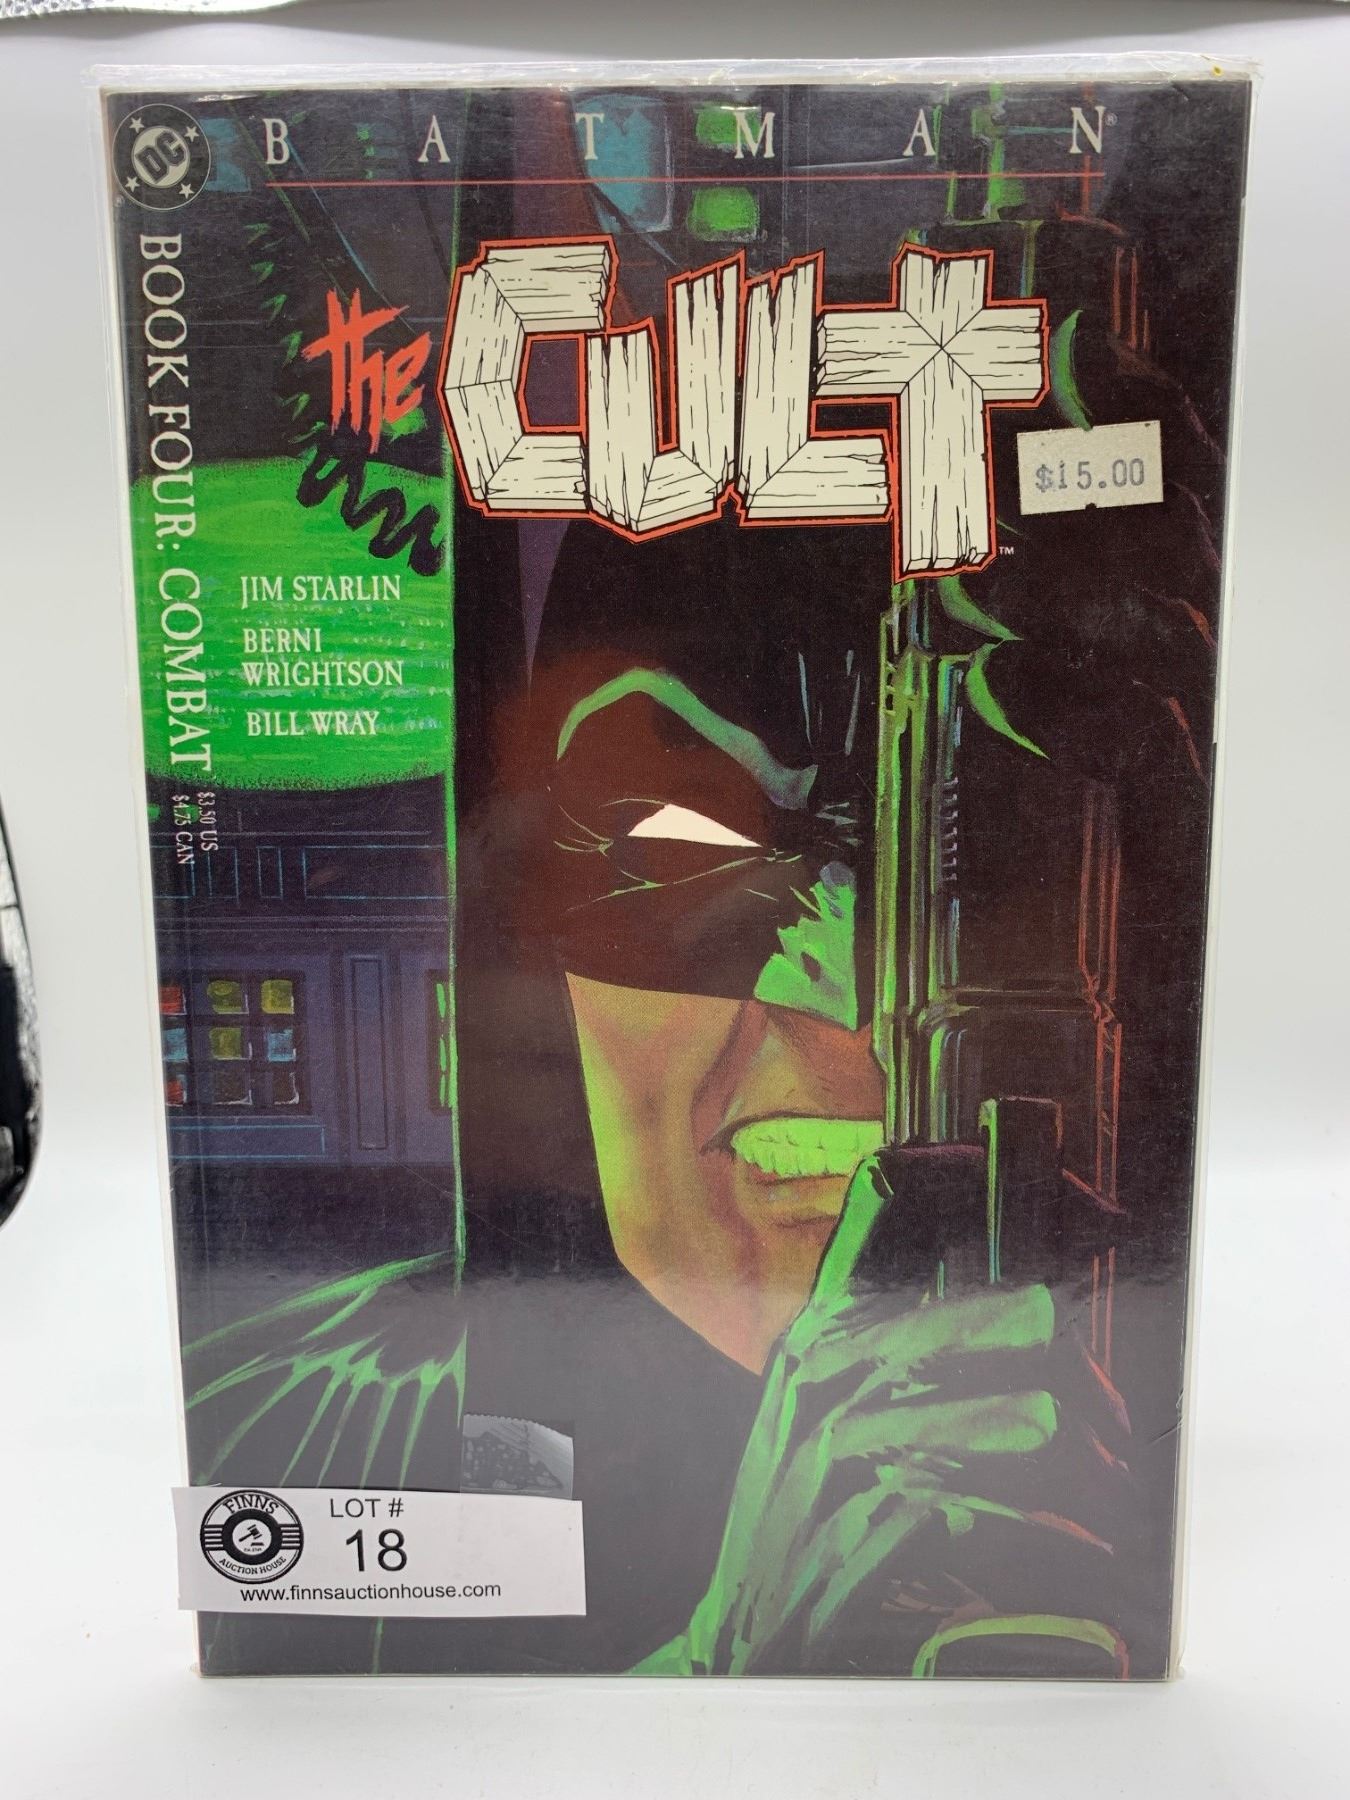 DC
BATMAN®
the
Cult
TM
$15.00
BOOK FOUR: COMBAT
$3.50 US
$4.75 CAN
JIM STARLIN
BERNI
WRIGHTSON
BILL WRAY
FINNS
AUCTION HOUSE
LOT #
18
www.finnsauctionhouse.com